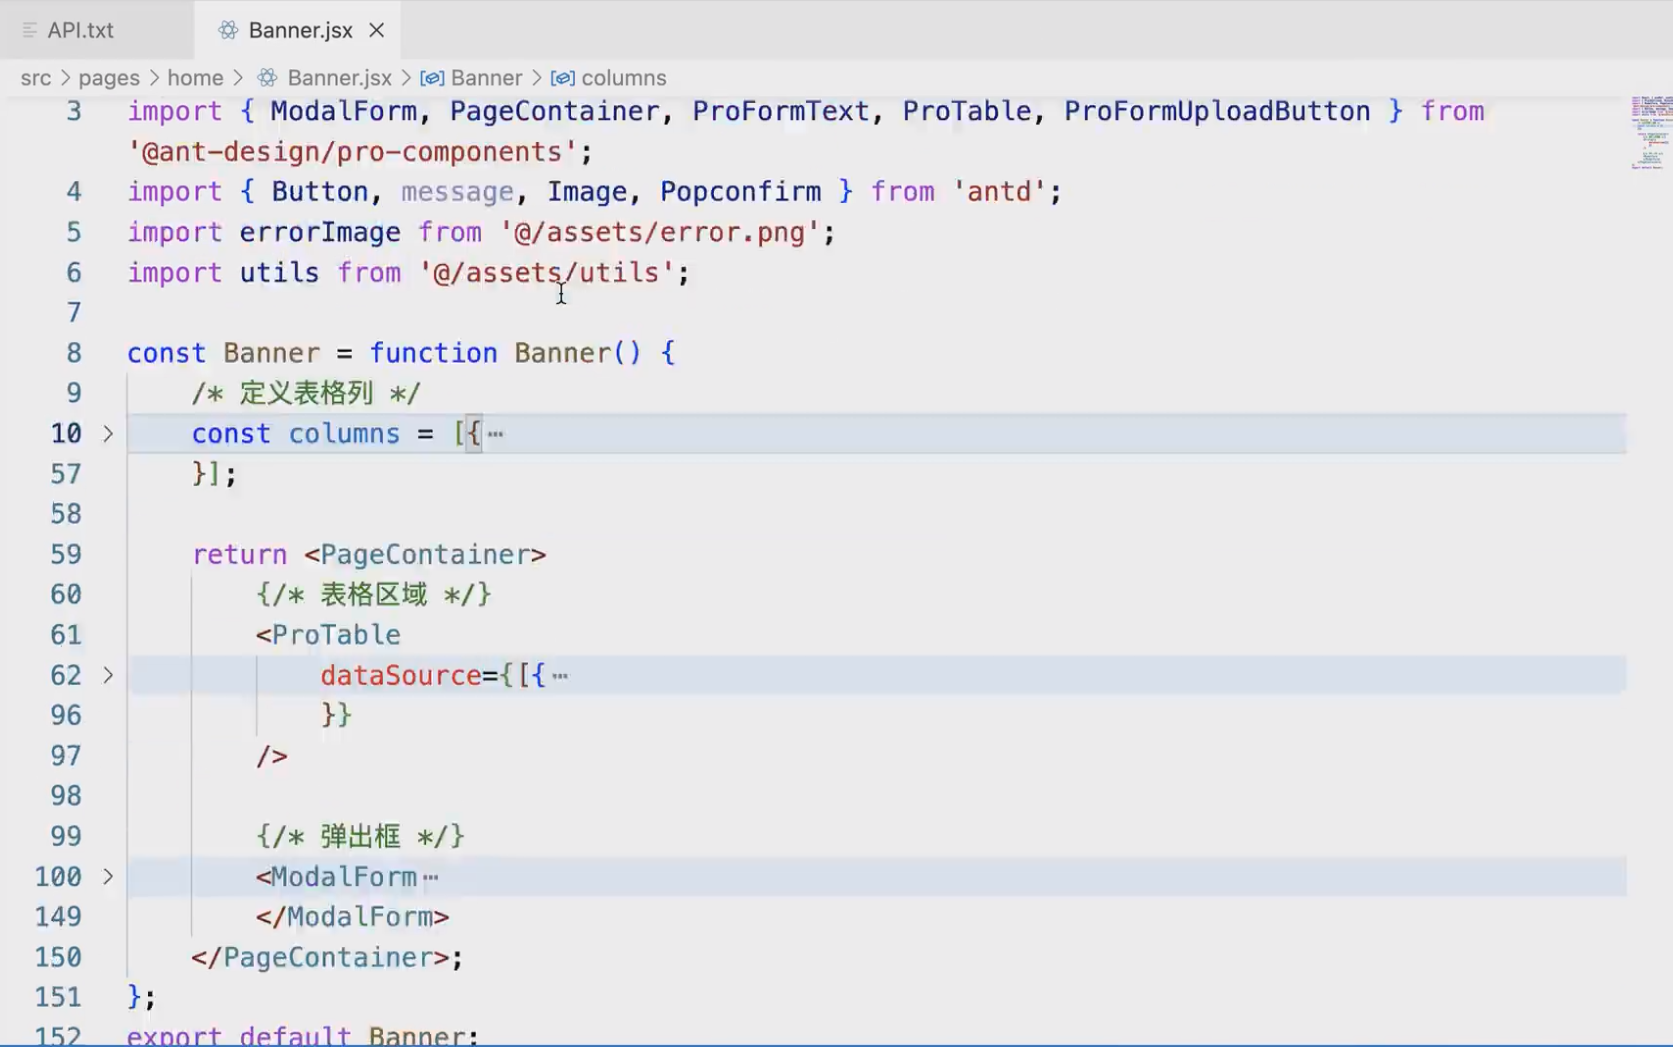 API.txt
Banner.jsx
src > pages > home > Banner.jsx > Banner > columns
3 import { ModalForm, PageContainer, ProFormText, ProTable, ProFormUploadButton } from
'@ant-design/pro-components';
4 import { Button, message, Image, Popconfirm } from 'antd';
5 import errorImage from '@/assets/error.png';
6 import utils from '@/assets/utils';
7
8 const Banner = function Banner() {
9 /* 定义表格列 */
10 const columns = [{ ⋯
57 }];
58
59 return <PageContainer>
60 {/* 表格区域 */}
61 <ProTable
62 dataSource={[{ ⋯
96 }}
97 />
98
99 {/* 弹出框 */}
100 <ModalForm ⋯
149 </ModalForm>
150 </PageContainer>;
151 };
152 export default Banner;